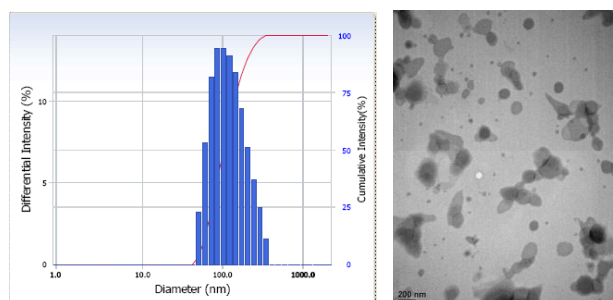 100
75
50
25
0
10
5
0
Differential Intensity (%)
Cumulative Intensity(%)
1.0 10.0 100.0 1000.0
Diameter (nm)
200 nm